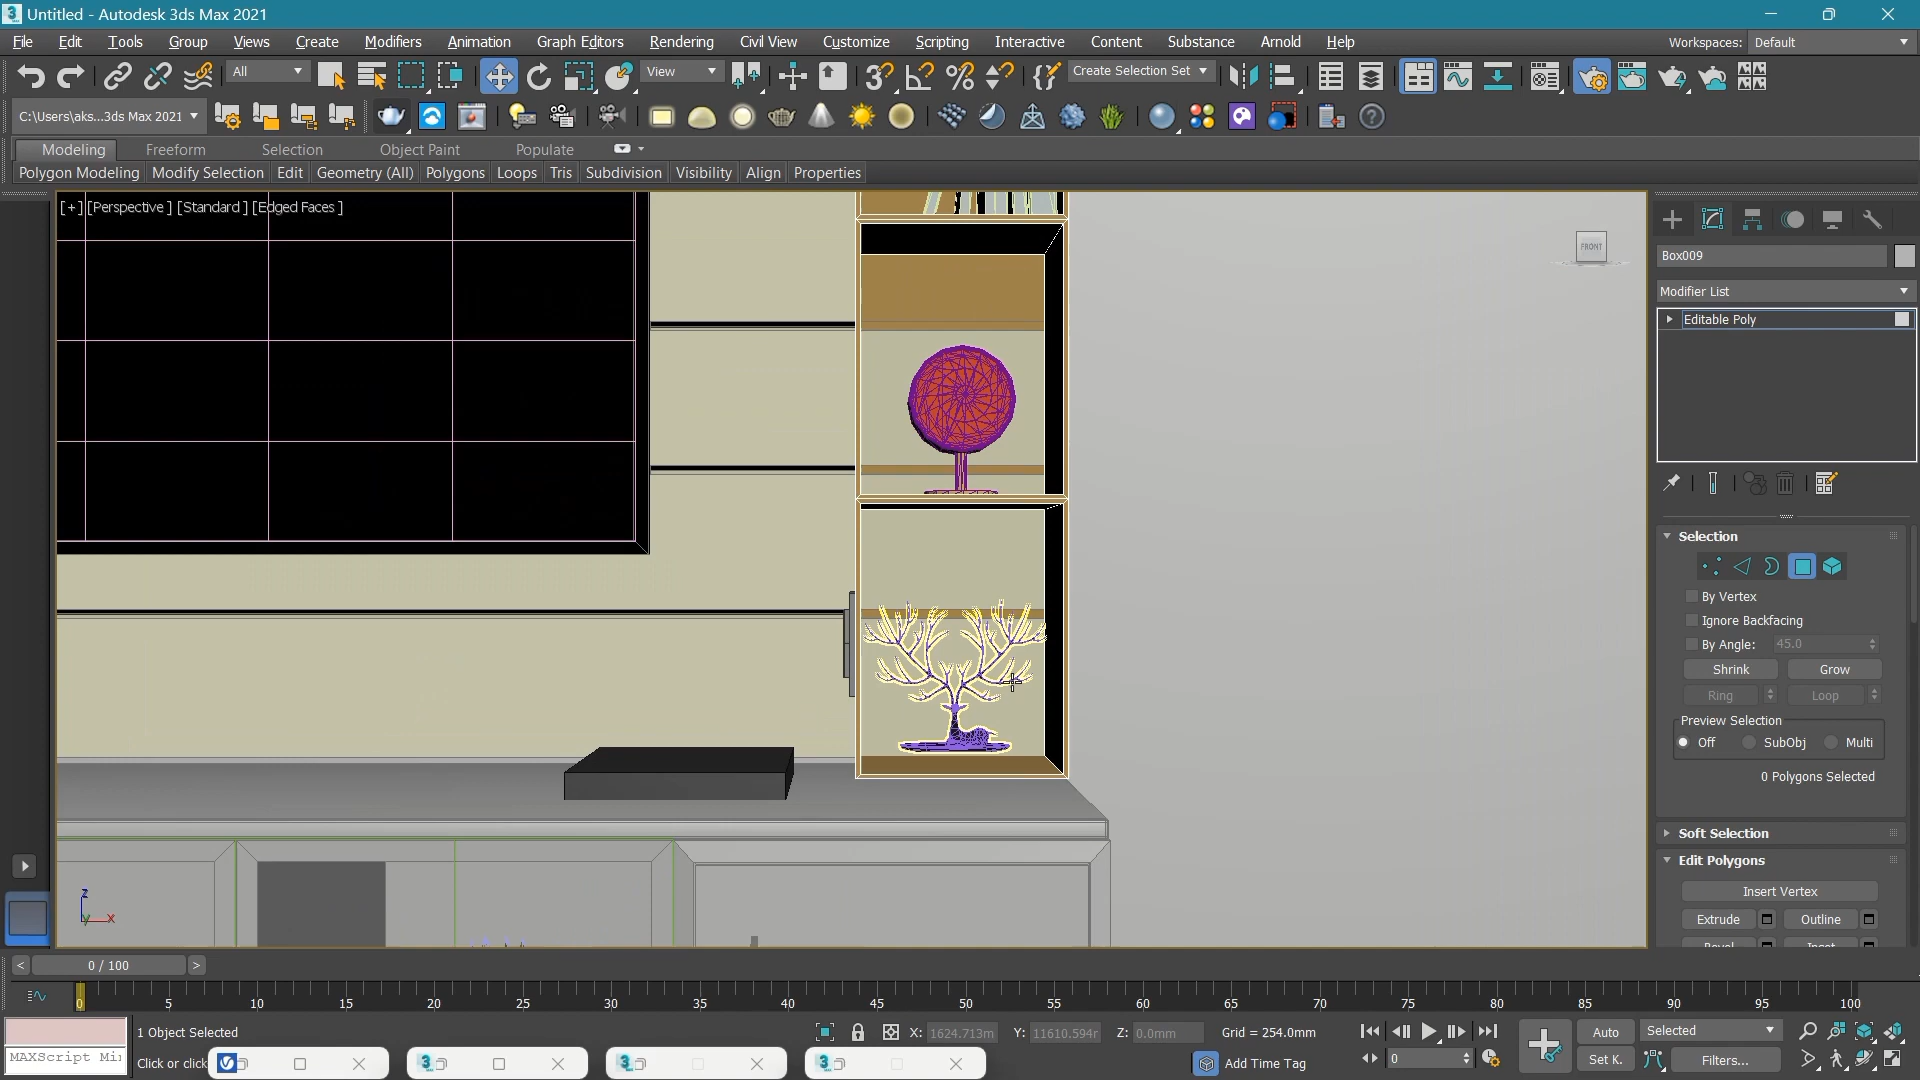 Untitled - Autodesk 3ds Max 2021
File Edit Tools Group Views Create Modifiers Animation Graph Editors Rendering Civil View Customize Scripting Interactive Content Substance Arnold Help Workspaces: Default
All View Create Selection Set
C:\Users\aks...3ds Max 2021
Modeling Freeform Selection Object Paint Populate
Polygon Modeling Modify Selection Edit Geometry (All) Polygons Loops Tris Subdivision Visibility Align Properties
[+] [Perspective ] [Standard ] [Edged Faces ]
FRONT
Box009
Modifier List
Editable Poly
Selection
By Vertex
Ignore Backfacing
By Angle: 45.0
Shrink Grow
Ring Loop
Preview Selection
Off SubObj Multi
0 Polygons Selected
Soft Selection
Edit Polygons
Insert Vertex
Extrude Outline
Bevel Inset
z
y x
< 0 / 100 >
0 5 10 15 20 25 30 35 40 45 50 55 60 65 70 75 80 85 90 95 100
1 Object Selected X: 1624.713m Y: 11610.594r Z: 0.0mm Grid = 254.0mm Auto Selected
MAXScript Mi: Click or click Add Time Tag 0 Set K. Filters...